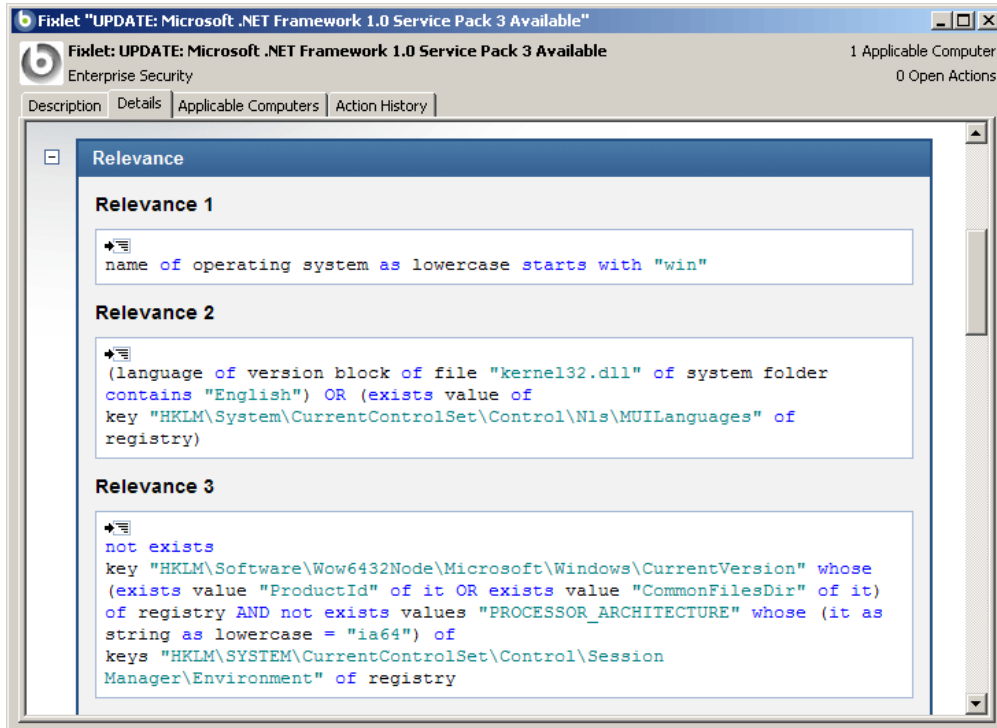 Fixlet "UPDATE: Microsoft .NET Framework 1.0 Service Pack 3 Available"
Fixlet: UPDATE: Microsoft .NET Framework 1.0 Service Pack 3 Available
1 Applicable Computer
Enterprise Security
0 Open Actions
Description Details Applicable Computers Action History
Relevance
Relevance 1
name of operating system as lowercase starts with "win"
Relevance 2
(language of version block of file "kernel32.dll" of system folder
contains "English") OR (exists value of
key "HKLM\System\CurrentControlSet\Control\Nls\MUILanguages" of
registry)
Relevance 3
not exists
key "HKLM\Software\Wow6432Node\Microsoft\Windows\CurrentVersion" whose
(exists value "ProductId" of it OR exists value "CommonFilesDir" of it)
of registry AND not exists values "PROCESSOR_ARCHITECTURE" whose (it as
string as lowercase = "ia64") of
keys "HKLM\SYSTEM\CurrentControlSet\Control\Session
Manager\Environment" of registry